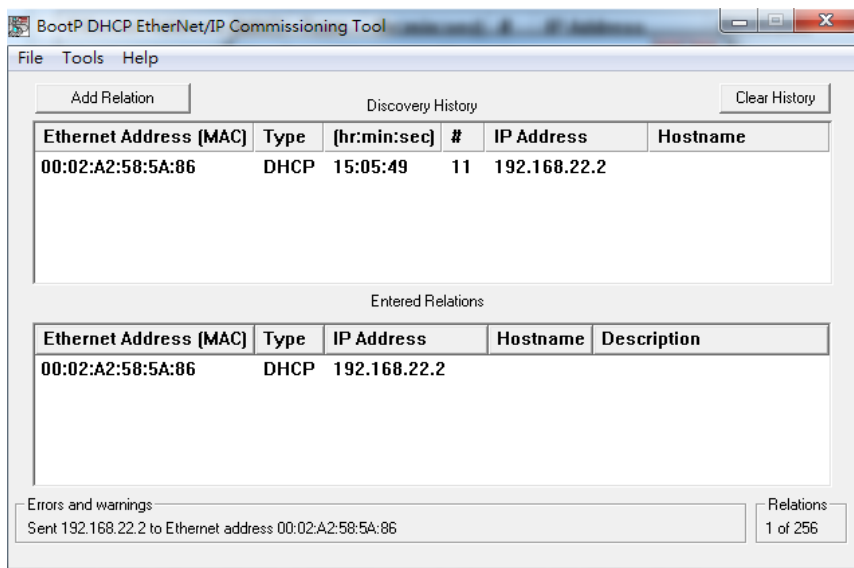 BootP DHCP EtherNet/IP Commissioning Tool
File Tools Help
Add Relation Discovery History Clear History
Ethernet Address (MAC) Type (hr:min:sec) # IP Address Hostname
00:02:A2:58:5A:86 DHCP 15:05:49 11 192.168.22.2
Entered Relations
Ethernet Address (MAC) Type IP Address Hostname Description
00:02:A2:58:5A:86 DHCP 192.168.22.2
Errors and warnings Relations
Sent 192.168.22.2 to Ethernet address 00:02:A2:58:5A:86 1 of 256